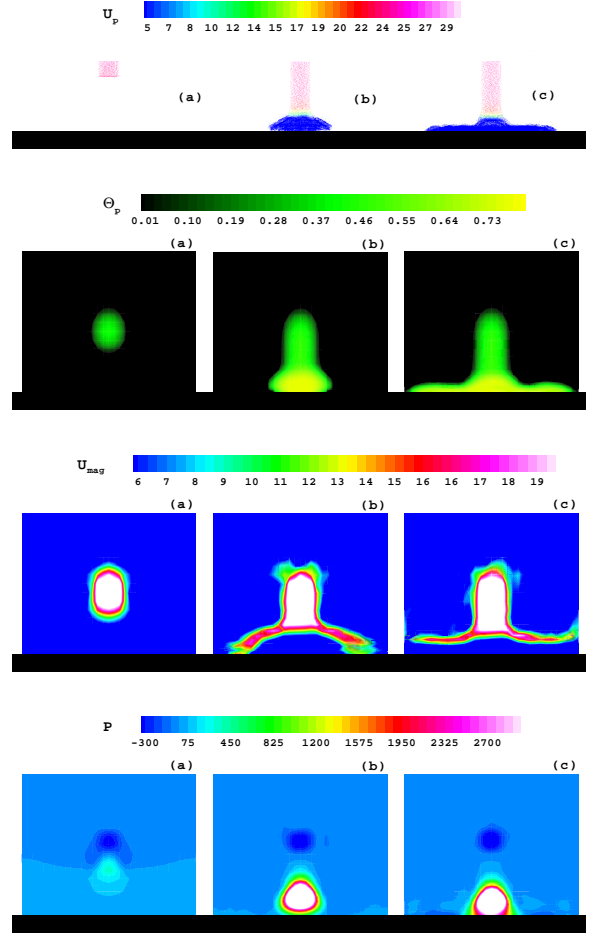 U_p
5 7 8 10 12 14 15 17 19 20 22 24 25 27 29
(a) (b) (c)
Θ_p
0.01 0.10 0.19 0.28 0.37 0.46 0.55 0.64 0.73
(a) (b) (c)
U_mag
6 7 8 9 10 11 12 13 14 15 16 16 17 18 19
(a) (b) (c)
P
-300 75 450 825 1200 1575 1950 2325 2700
(a) (b) (c)